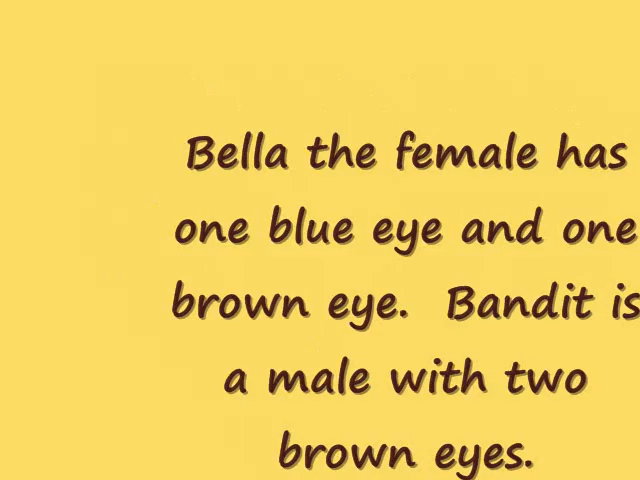 Bella the female has
one blue eye and one
brown eye.  Bandit is
a male with two
brown eyes.